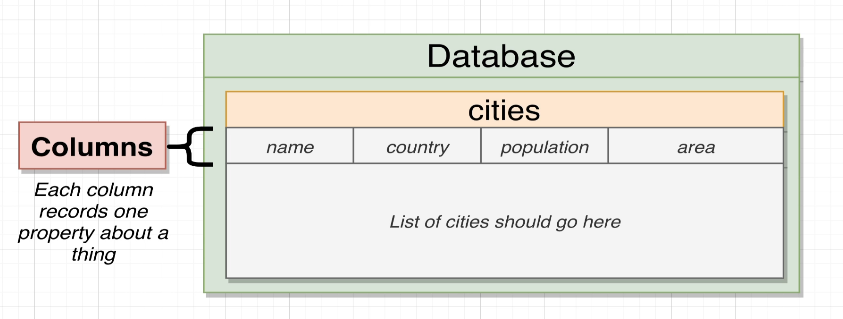 Database
cities
Columns
name country population area
Each column
records one
property about a
thing
List of cities should go here